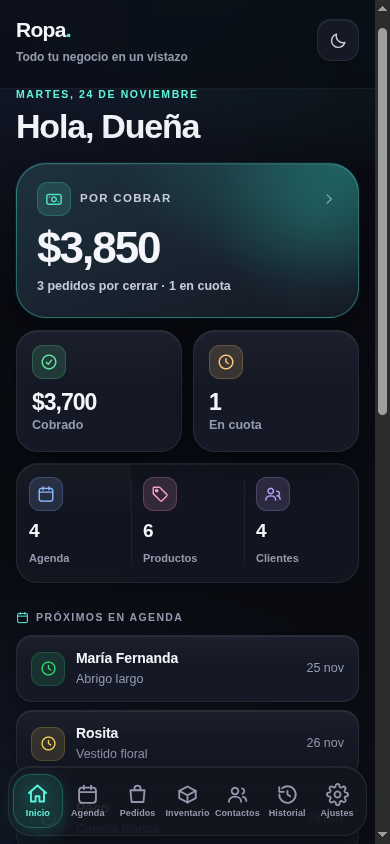 Ropa.
Todo tu negocio en un vistazo
MARTES, 24 DE NOVIEMBRE
Hola, Dueña
POR COBRAR
$3,850
3 pedidos por cerrar · 1 en cuota
$3,700
Cobrado
1
En cuota
4
Agenda
6
Productos
4
Clientes
PRÓXIMOS EN AGENDA
María Fernanda
Abrigo largo
25 nov
Rosita
Vestido floral
26 nov
Camisa blanca
Inicio
Agenda
Pedidos
Inventario
Contactos
Historial
Ajustes